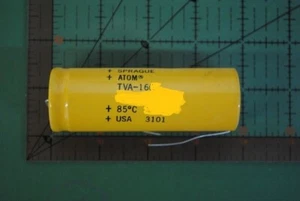 + SPRAGUE
+ ATOM®
TVA-16
+ 85°C
+ USA 3101